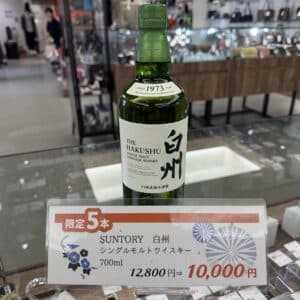 SINCE 1973
THE
HAKUSHU
SINGLE MALT
JAPANESE WHISKY
白州
限定5本
SUNTORY 白州
シングルモルトウイスキー
700ml
12,800円⇒ 10,000円